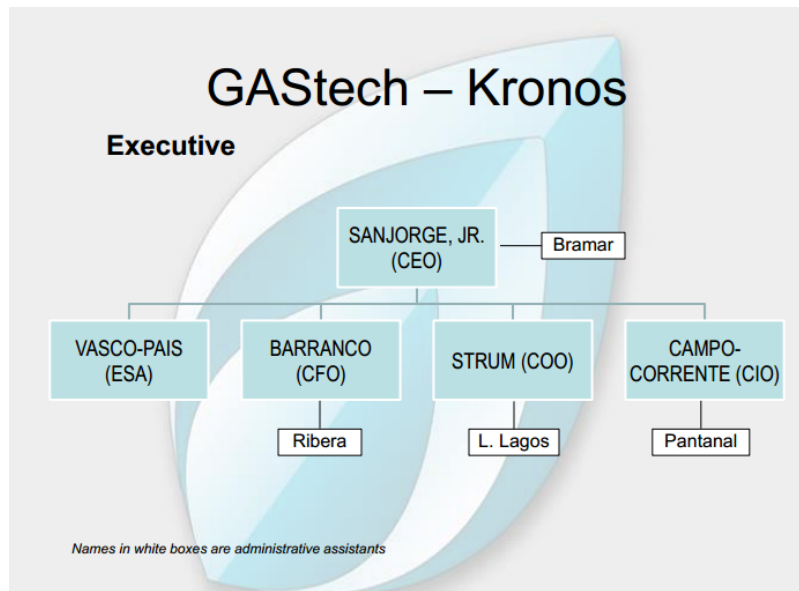 GAStech – Kronos
Executive
SANJORGE, JR.
(CEO)
Bramar
VASCO-PAIS
(ESA)
BARRANCO
(CFO)
STRUM (COO)
CAMPO-
CORRENTE (CIO)
Ribera
L. Lagos
Pantanal
Names in white boxes are administrative assistants